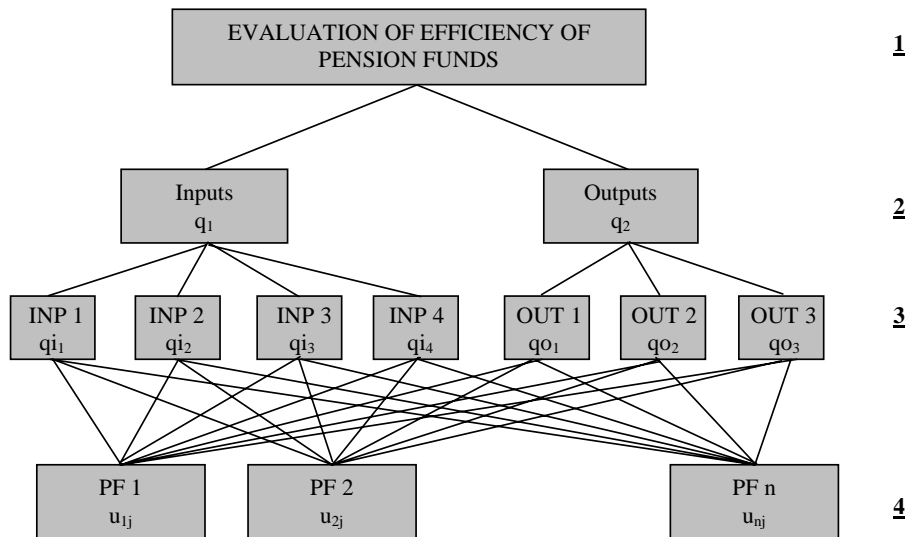 EVALUATION OF EFFICIENCY OF
PENSION FUNDS
1
Inputs
q₁
Outputs
q₂
2
INP 1
qi₁
INP 2
qi₂
INP 3
qi₃
INP 4
qi₄
OUT 1
qo₁
OUT 2
qo₂
OUT 3
qo₃
3
PF 1
u₁ⱼ
PF 2
u₂ⱼ
PF n
uₙⱼ
4